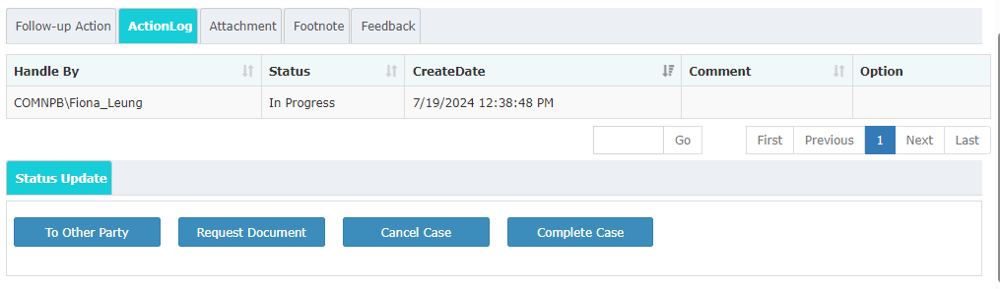 Follow-up Action ActionLog Attachment Footnote Feedback
Handle By Status CreateDate Comment Option
COMNPB\Fiona_Leung In Progress 7/19/2024 12:38:48 PM
Go First Previous 1 Next Last
Status Update
To Other Party Request Document Cancel Case Complete Case